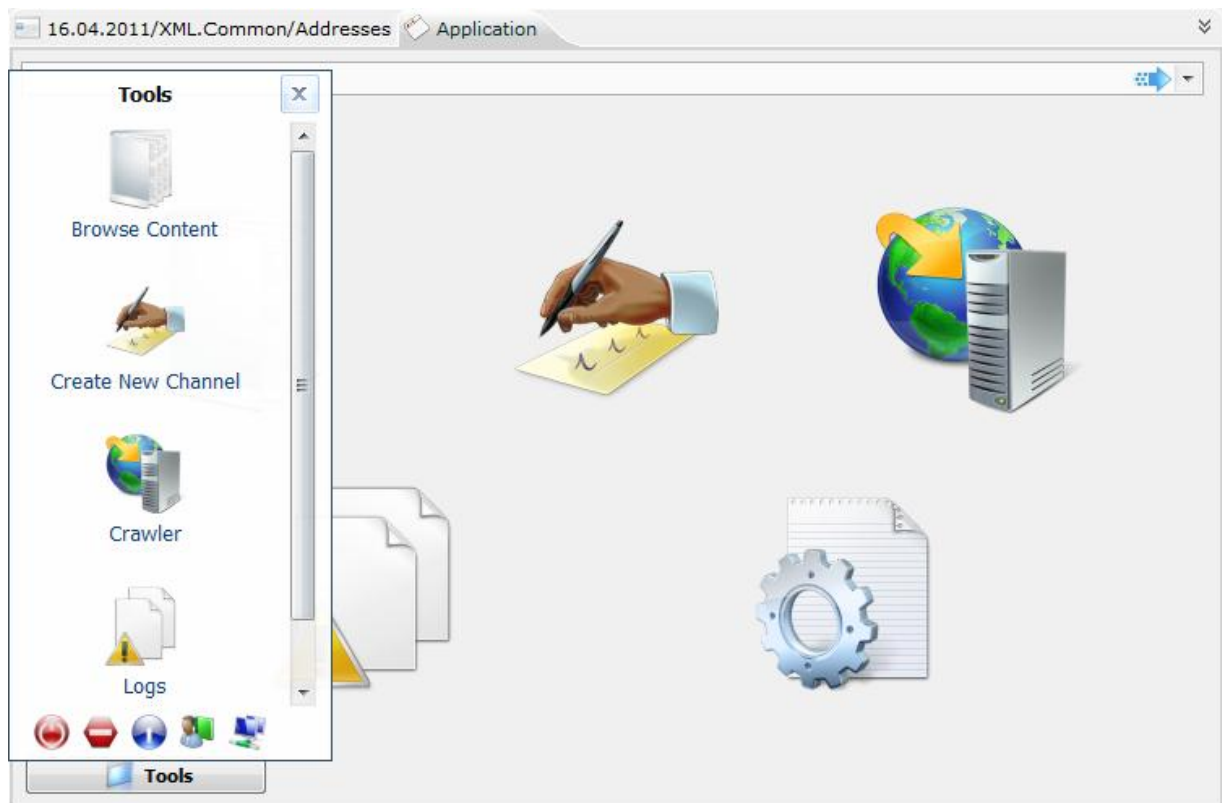 16.04.2011/XML.Common/Addresses Application
Tools
Browse Content
Create New Channel
Crawler
Logs
Tools